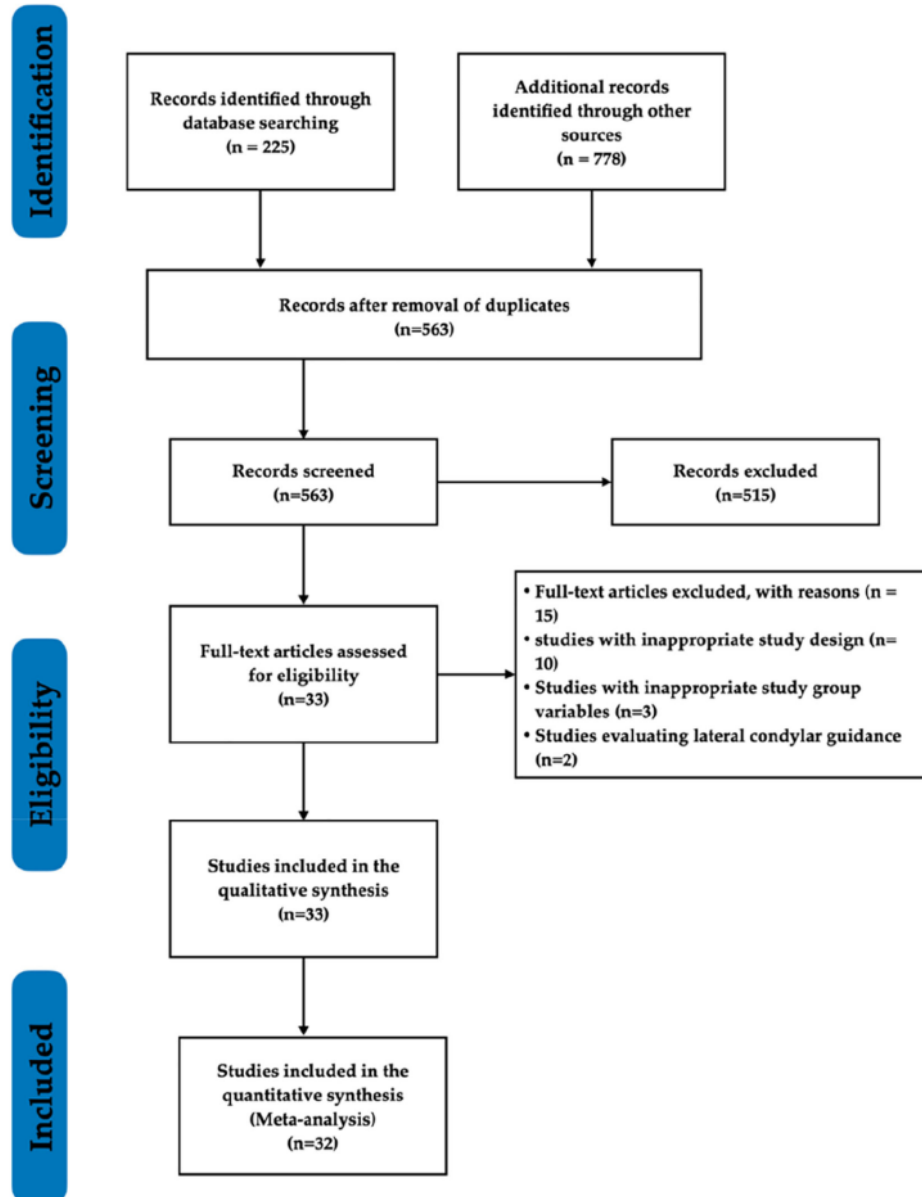 Identification
Records identified through
database searching
(n = 225)
Additional records
identified through other
sources
(n = 778)
Records after removal of duplicates
(n=563)
Screening
Records screened
(n=563)
Records excluded
(n=515)
Eligibility
Full-text articles assessed
for eligibility
(n=33)
• Full-text articles excluded, with reasons (n =
15)
• studies with inappropriate study design (n=
10)
• Studies with inappropriate study group
variables (n=3)
• Studies evaluating lateral condylar guidance
(n=2)
Studies included in the
qualitative synthesis
(n=33)
Included
Studies included in the
quantitative synthesis
(Meta-analysis)
(n=32)